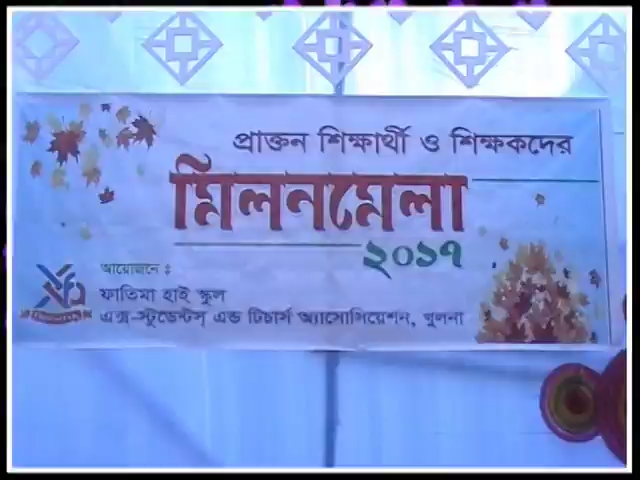 প্রাক্তন শিক্ষার্থী ও শিক্ষকদের
মিলনমেলা
২০১৭
আয়োজনে :
ফাতিমা হাই স্কুল
এক্স-স্টুডেন্টস্ এন্ড টিচার্স অ্যাসোসিয়েশন, খুলনা